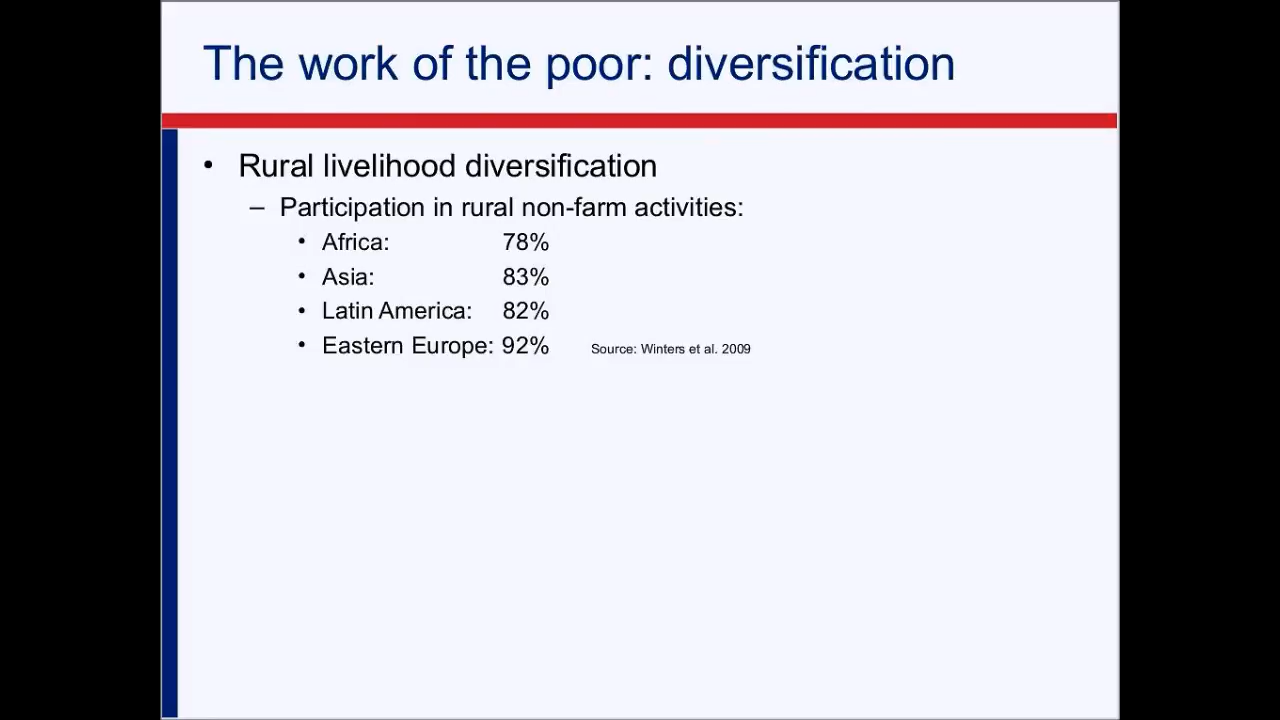 The work of the poor: diversification
• Rural livelihood diversification
– Participation in rural non-farm activities:
• Africa: 78%
• Asia: 83%
• Latin America: 82%
• Eastern Europe: 92% Source: Winters et al. 2009